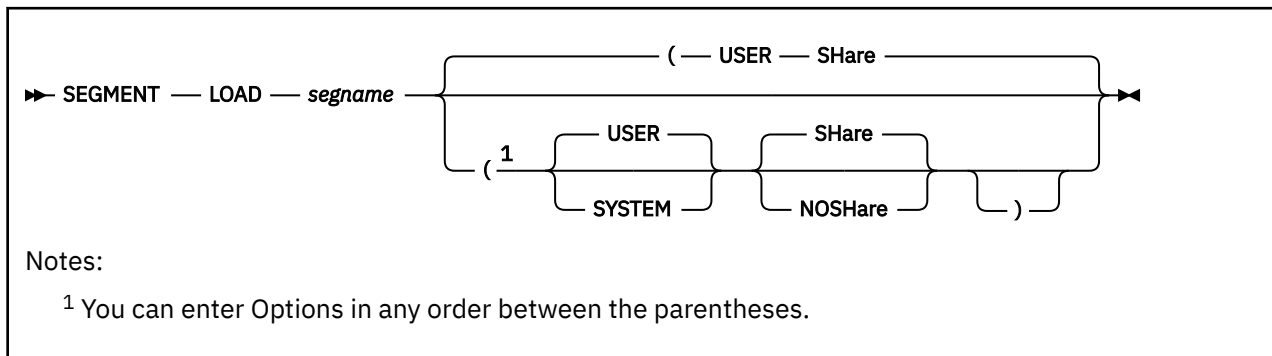 ( USER SHare
SEGMENT LOAD segname
( 1 USER SHare
SYSTEM NOSHare )
Notes:
1 You can enter Options in any order between the parentheses.